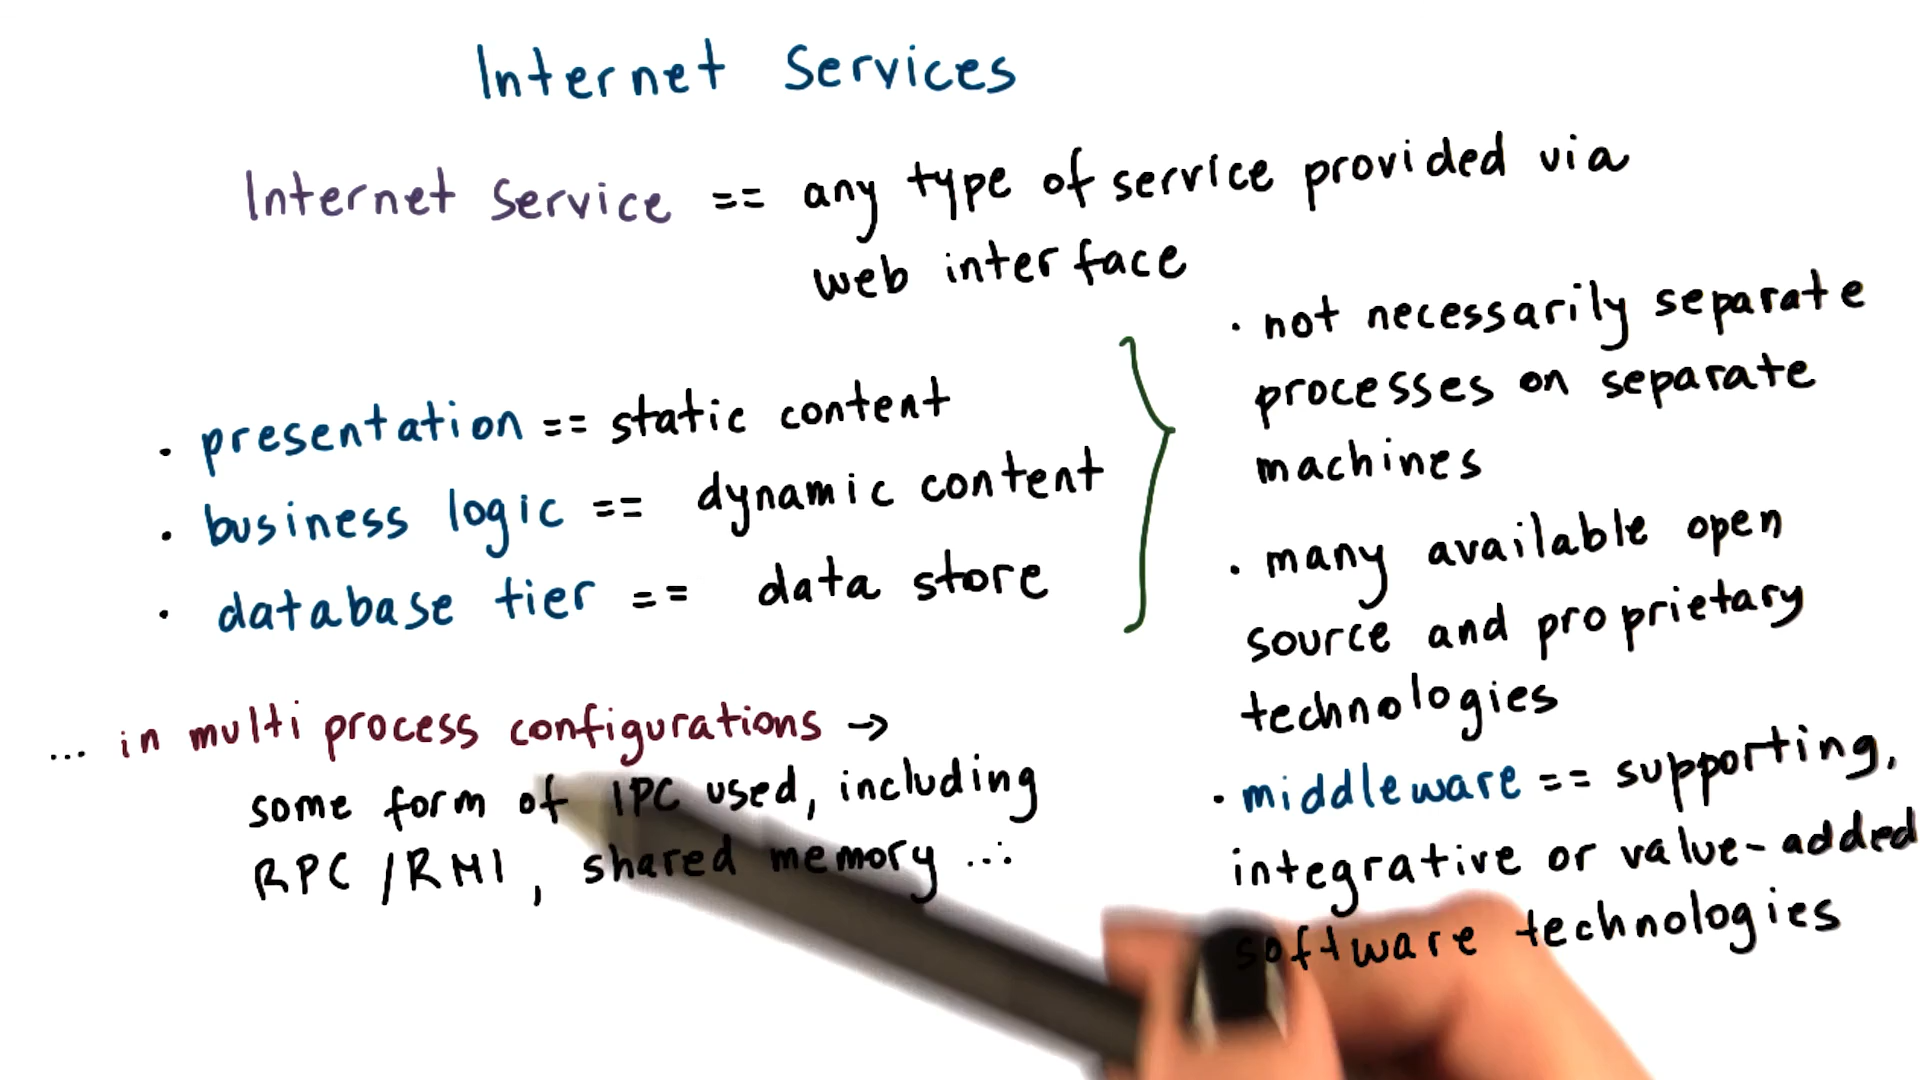 Internet Services
Internet Service == any type of service provided via
web interface
• presentation == static content
• business logic == dynamic content
• database tier == data store
... in multi process configurations →
some form of IPC used, including
RPC/RMI, shared memory ...
• not necessarily separate
processes on separate
machines
• many available open
source and proprietary
technologies
• middleware == supporting,
integrative or value-added
software technologies